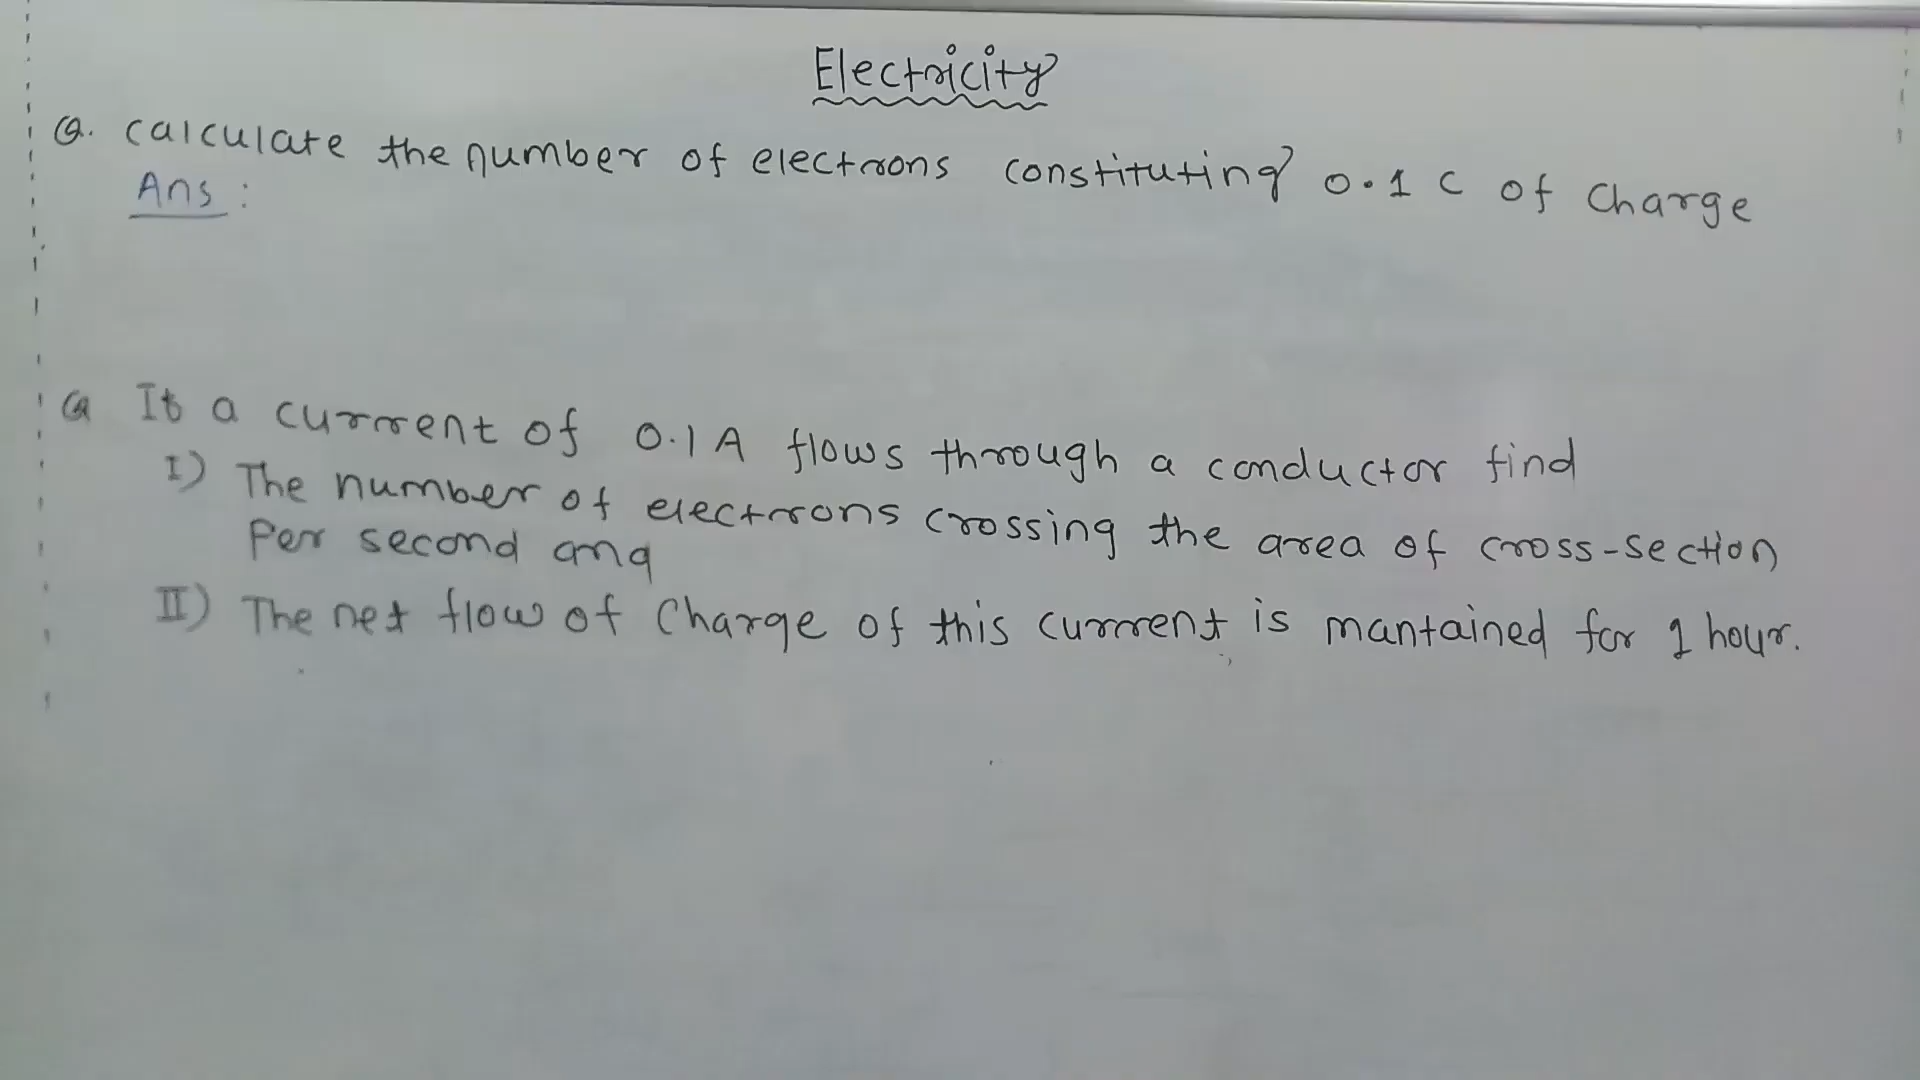 Electricity
Q. calculate the number of electrons constituting 0.1 C of charge
Ans :
Q If a current of 0.1 A flows through a conductor find
I) The number of electrons crossing the area of cross-section
Per second and
II) The net flow of charge of this current is mantained for 1 hour.